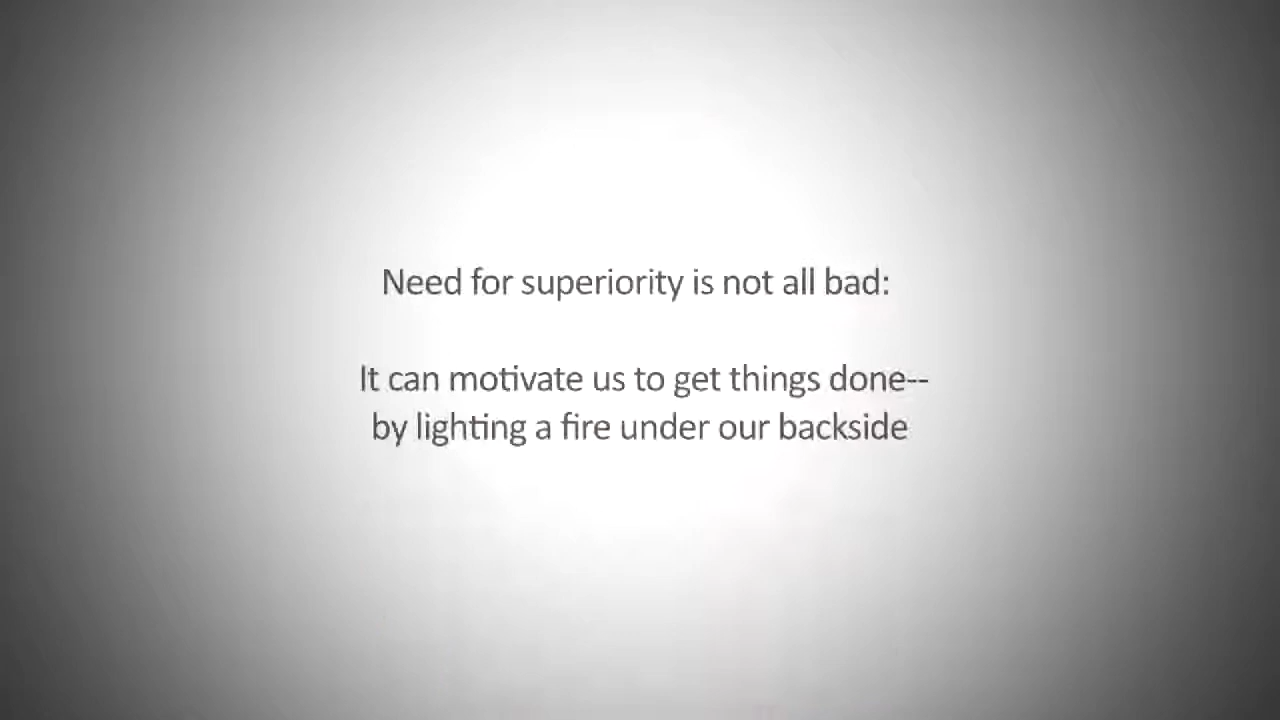 Need for superiority is not all bad:
It can motivate us to get things done--
by lighting a fire under our backside